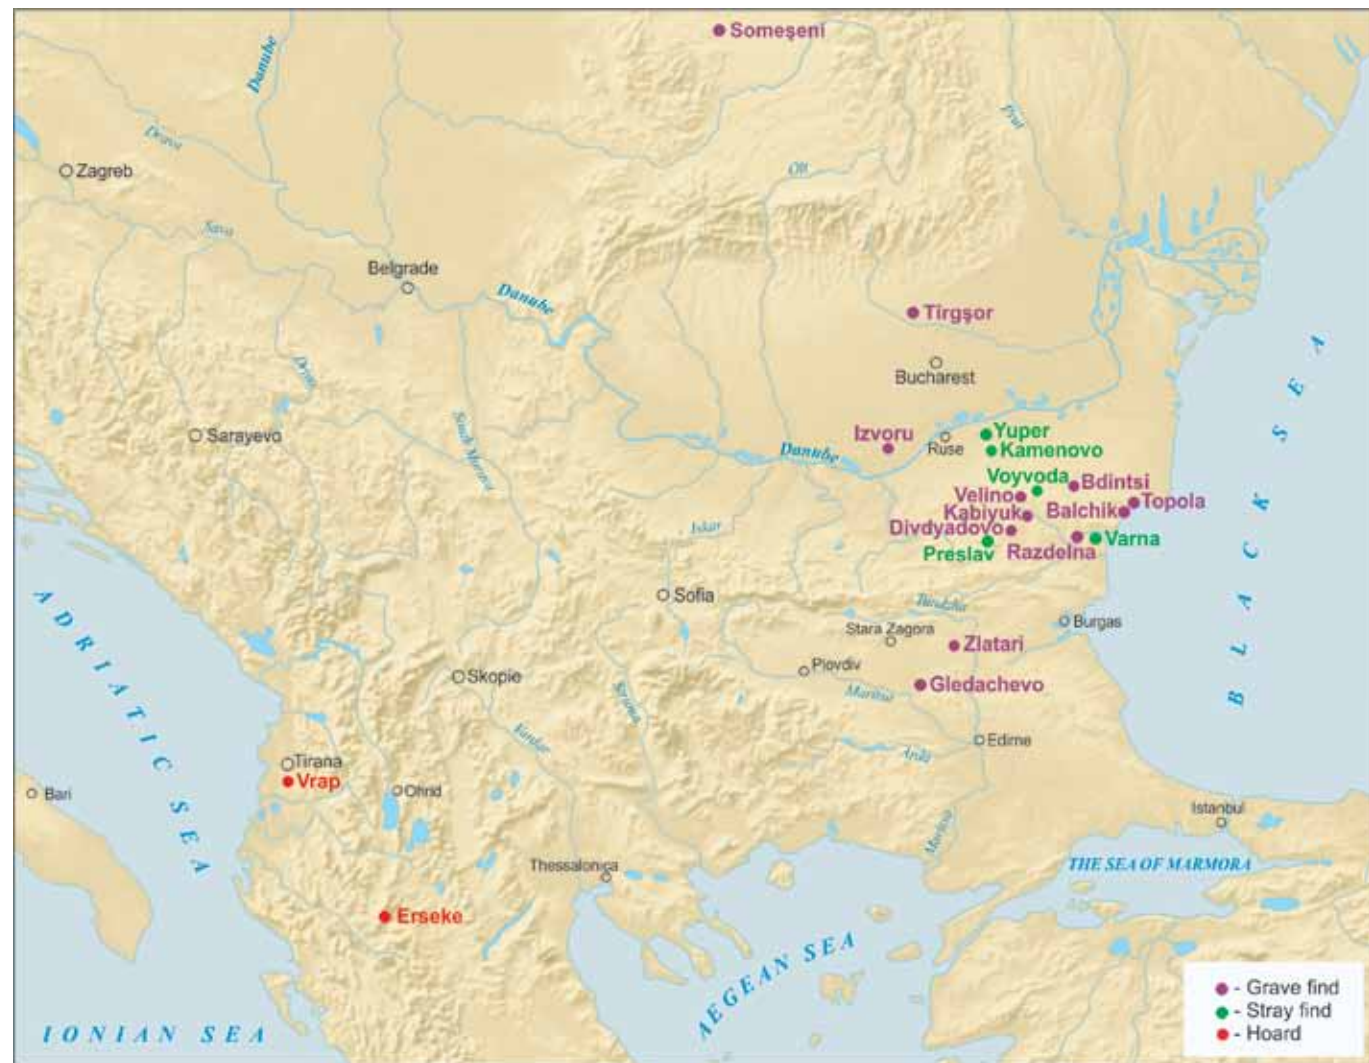 Someşeni
Danube
Drava
Prut
Zagreb
Olt
Sava
Belgrade
Danube
Tîrgşor
Drina
Bucharest
South Morava
Sarayevo
Izvoru
Ruse
Yuper
Kamenovo
Danube
Voyvoda
Bdintsi
Velino
Topola
Kabiyuk
Balchik
Iskar
Divdyadovo
Varna
Preslav
Razdelna
BLACK SEA
Sofia
Tundzha
Burgas
Stara Zagora
Zlatari
ADRIATIC SEA
Plovdiv
Skopie
Gledachevo
Maritsa
Struma
Vardar
Edirne
Arda
Tirana
Vrap
Bari
Ohrid
Istanbul
Maritsa
Thessalonica
THE SEA OF MARMORA
Erseke
AEGEAN SEA
IONIAN SEA
- Grave find
- Stray find
- Hoard